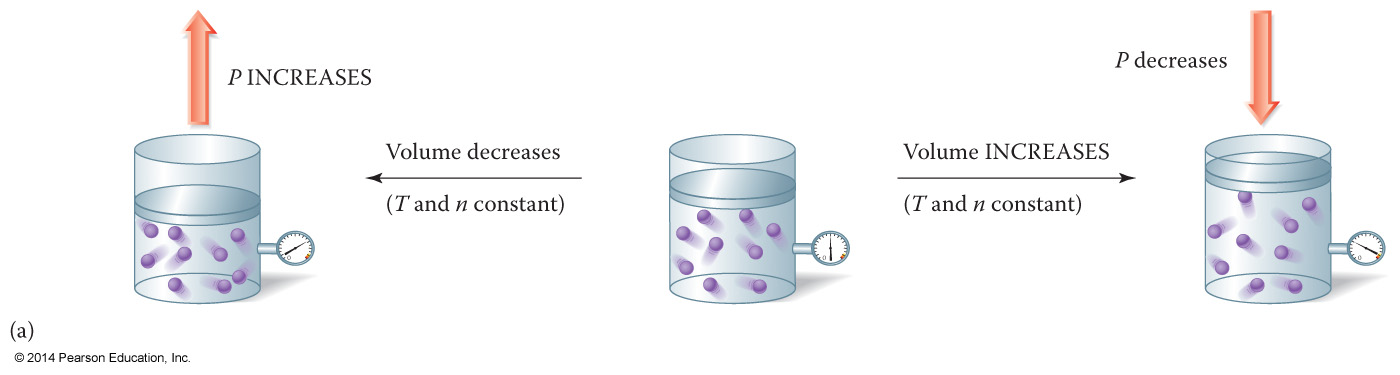 P INCREASES
Volume decreases
(T and n constant)
Volume INCREASES
(T and n constant)
P decreases
(a)
© 2014 Pearson Education, Inc.